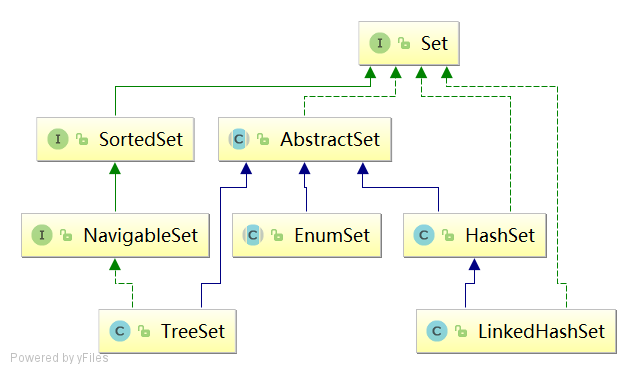 I Set
I SortedSet
C AbstractSet
I NavigableSet
C EnumSet
C HashSet
C TreeSet
C LinkedHashSet
Powered by yFiles